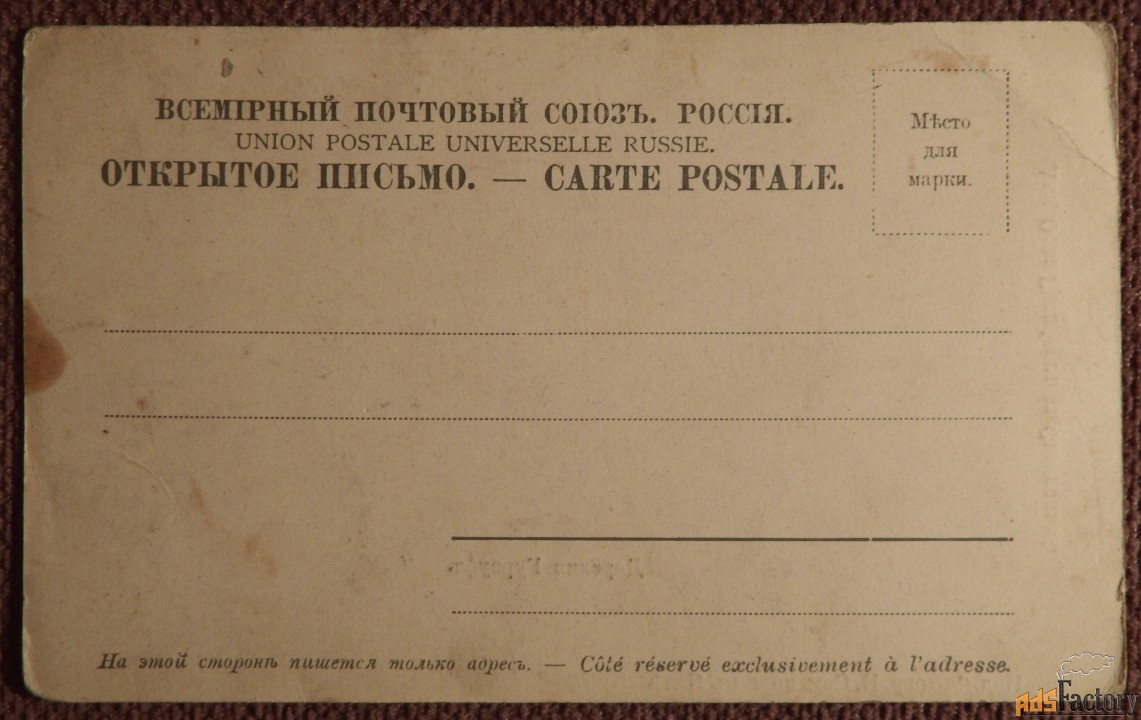 ВСЕМІРНЫЙ ПОЧТОВЫЙ СОЮЗЪ. РОССІЯ.
UNION POSTALE UNIVERSELLE RUSSIE.
ОТКРЫТОЕ ПИСЬМО. — CARTE POSTALE.
Мѣсто
для
марки.
На этой сторонѣ пишется только адресъ. — Côté réservé exclusivement à l'adresse.
AdsFactory